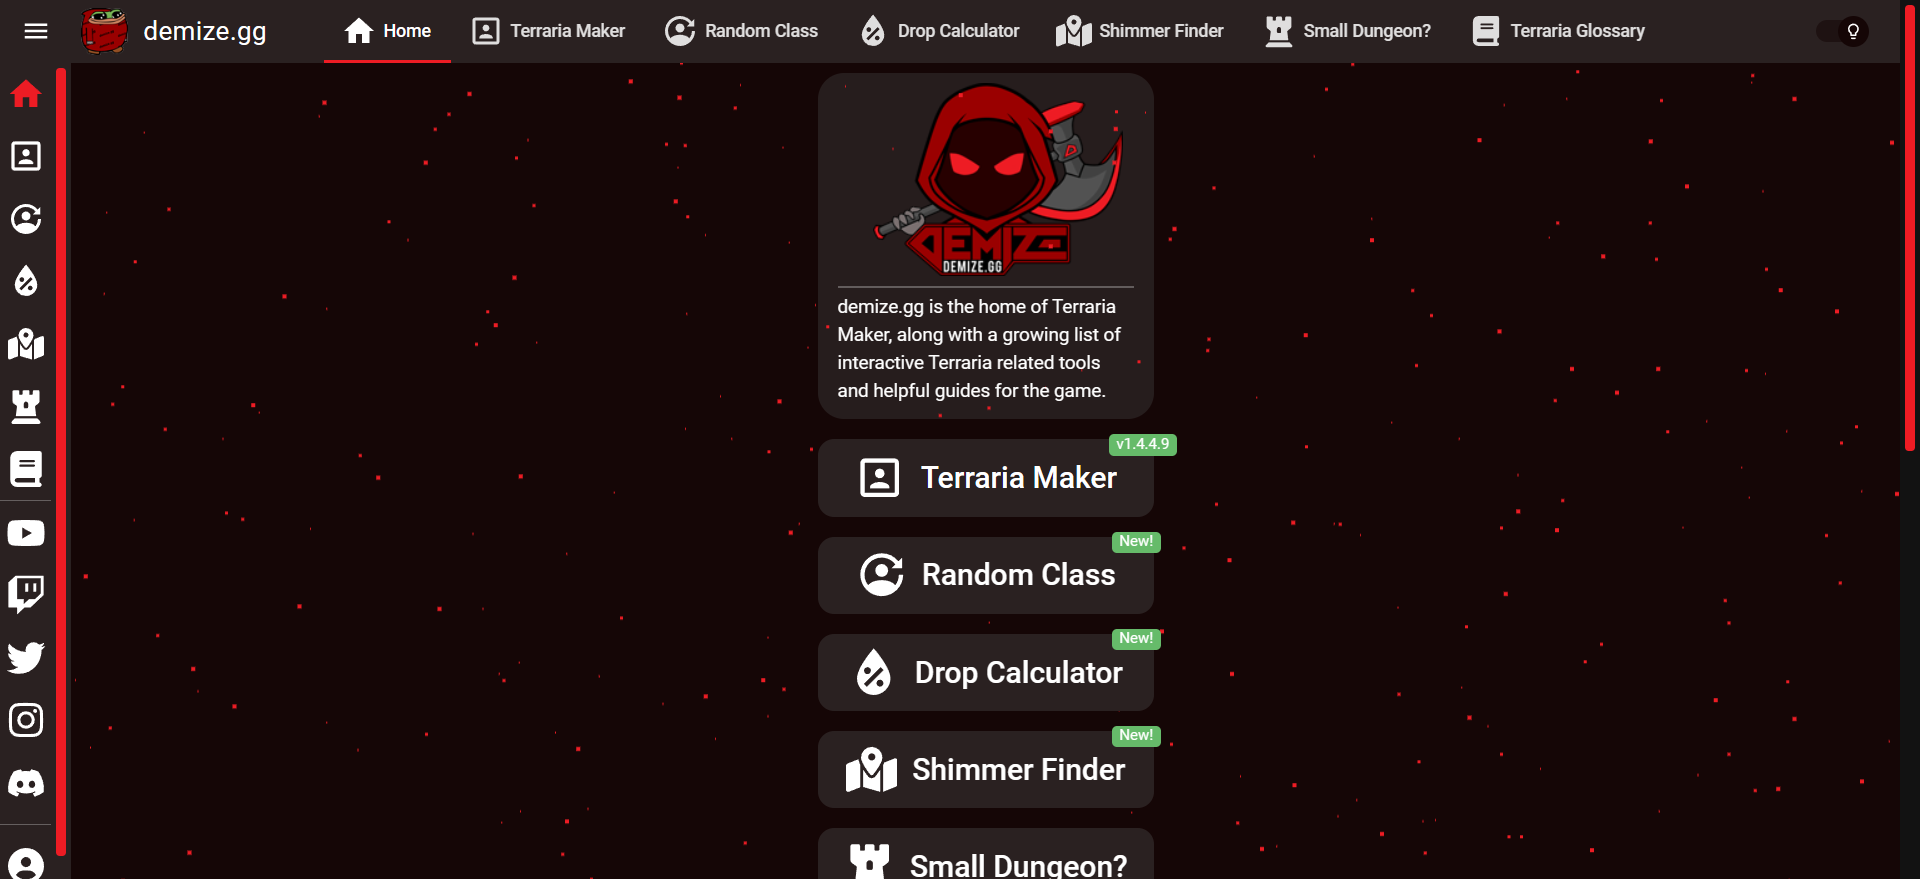 demize.gg
Home
Terraria Maker
Random Class
Drop Calculator
Shimmer Finder
Small Dungeon?
Terraria Glossary
DEMIZE
DEMIZE.GG
demize.gg is the home of Terraria
Maker, along with a growing list of
interactive Terraria related tools
and helpful guides for the game.
v1.4.4.9
Terraria Maker
New!
Random Class
New!
Drop Calculator
New!
Shimmer Finder
Small Dungeon?